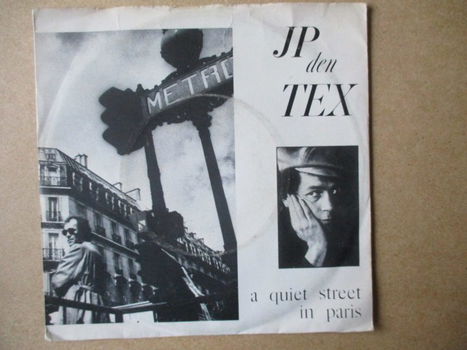 JP
den
TEX
METRO
a quiet street
in paris